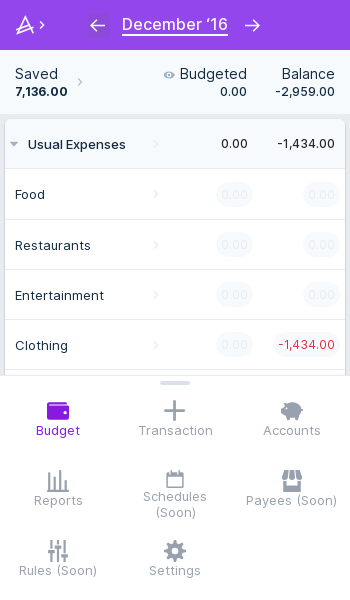 December ‘16
Saved Budgeted Balance
7,136.00 0.00 -2,959.00
Usual Expenses 0.00 -1,434.00
Food 0.00 0.00
Restaurants 0.00 0.00
Entertainment 0.00 0.00
Clothing 0.00 -1,434.00
Budget Transaction Accounts
Reports Schedules (Soon) Payees (Soon)
Rules (Soon) Settings